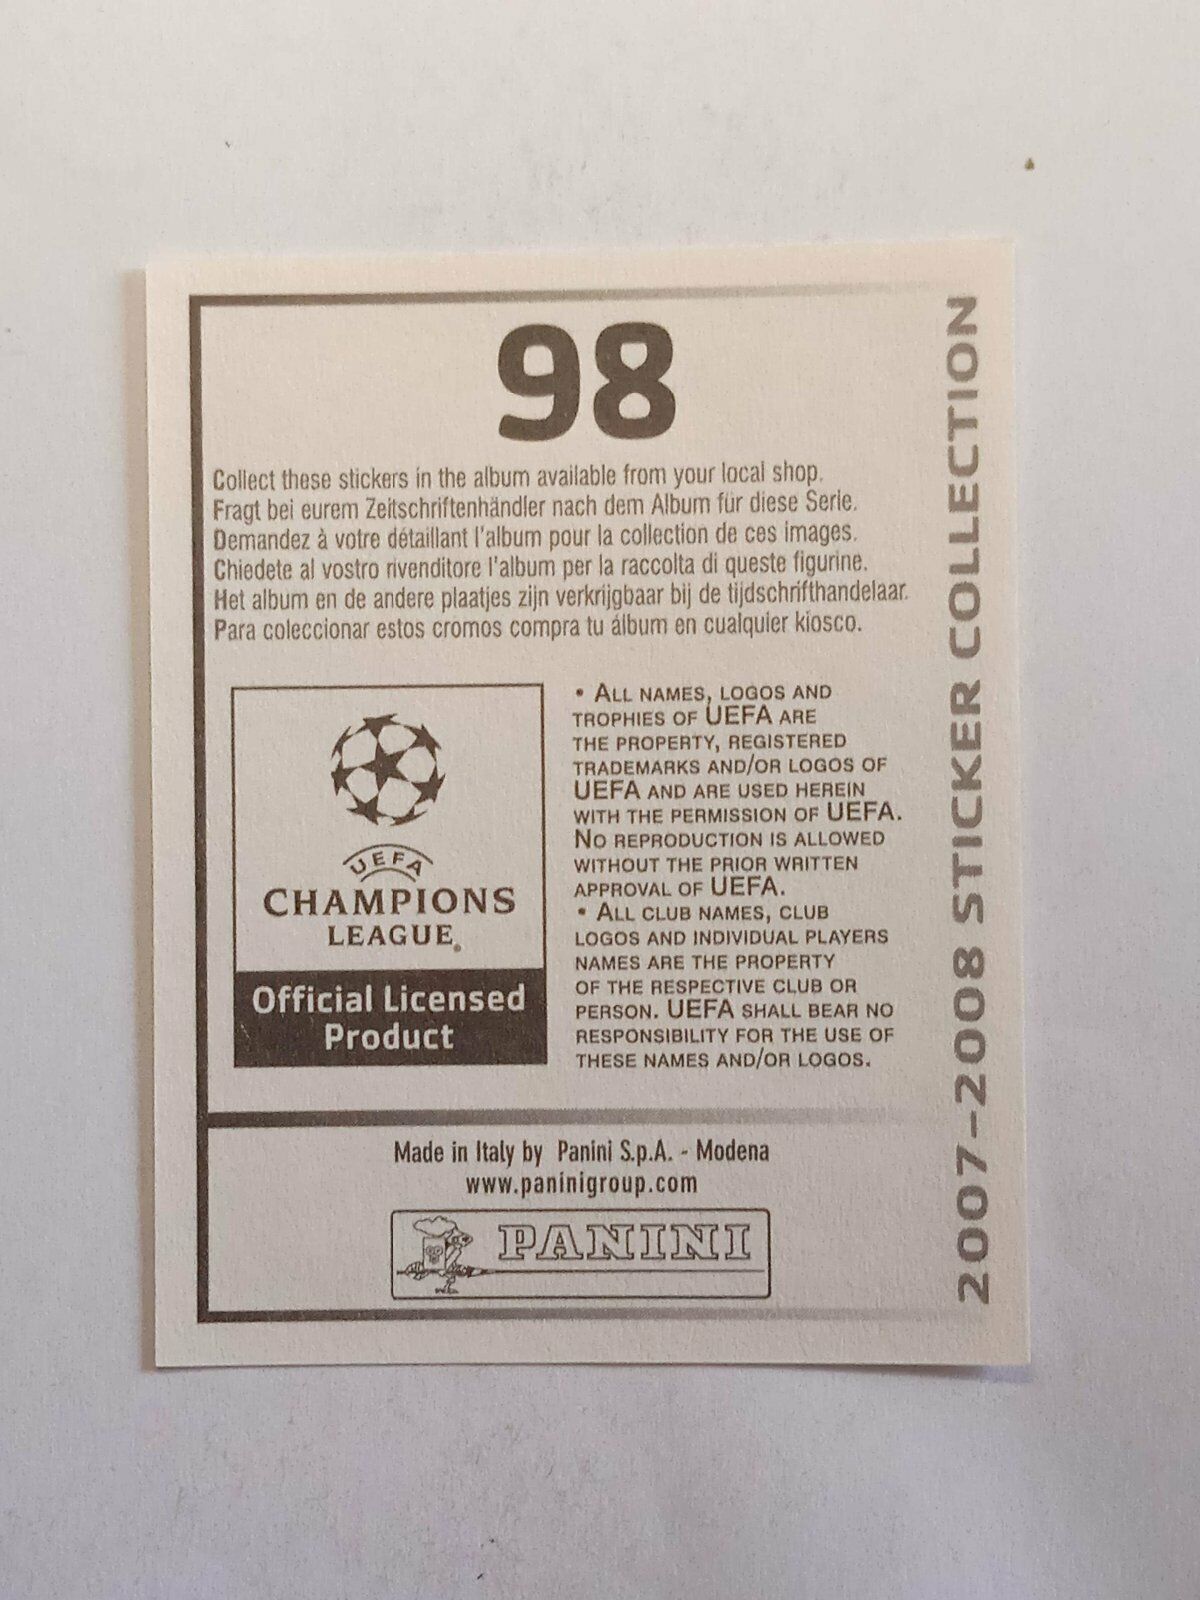 98
Collect these stickers in the album available from your local shop.
Fragt bei eurem Zeitschriftenhändler nach dem Album für diese Serie.
Demandez à votre détaillant l'album pour la collection de ces images.
Chiedete al vostro rivenditore l'album per la raccolta di queste figurine.
Het album en de andere plaatjes zijn verkrijgbaar bij de tijdschrifthandelaar.
Para coleccionar estos cromos compra tu álbum en cualquier kiosco.
UEFA
CHAMPIONS
LEAGUE
Official Licensed
Product
• ALL NAMES, LOGOS AND
TROPHIES OF UEFA ARE
THE PROPERTY, REGISTERED
TRADEMARKS AND/OR LOGOS OF
UEFA AND ARE USED HEREIN
WITH THE PERMISSION OF UEFA.
NO REPRODUCTION IS ALLOWED
WITHOUT THE PRIOR WRITTEN
APPROVAL OF UEFA.
• ALL CLUB NAMES, CLUB
LOGOS AND INDIVIDUAL PLAYERS
NAMES ARE THE PROPERTY
OF THE RESPECTIVE CLUB OR
PERSON. UEFA SHALL BEAR NO
RESPONSIBILITY FOR THE USE OF
THESE NAMES AND/OR LOGOS.
Made in Italy by Panini S.p.A. - Modena
www.paninigroup.com
PANINI
2007-2008 STICKER COLLECTION